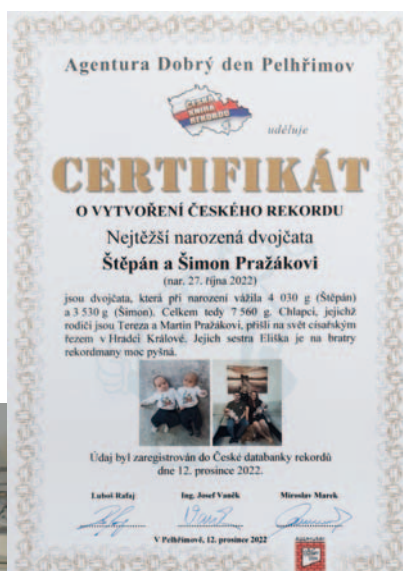 Agentura Dobrý den Pelhřimov
ČESKÁ
KNIHA
REKORDŮ
uděluje
CERTIFIKÁT
O VYTVOŘENÍ ČESKÉHO REKORDU
Nejtěžší narozená dvojčata
Štěpán a Šimon Pražákovi
(nar. 27. října 2022)
jsou dvojčata, která při narození vážila 4 030 g (Štěpán)
a 3 530 g (Šimon). Celkem tedy 7 560 g. Chlapci, jejichž
rodiči jsou Tereza a Martin Pražákovi, přišli na svět císařským
řezem v Hradci Králové. Jejich sestra Eliška je na bratry
rekordmany moc pyšná.
Údaj byl zaregistrován do České databanky rekordů
dne 12. prosince 2022.
Luboš Rafaj Ing. Josef Vaněk Miroslav Marek
V Pelhřimově, 12. prosince 2022